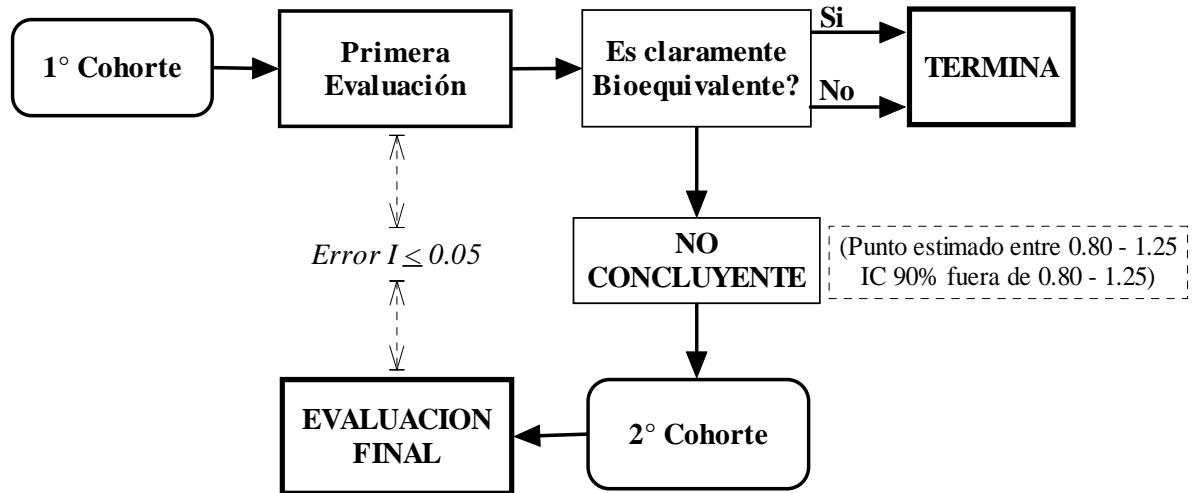 1° Cohorte
Primera
Evaluación
Es claramente
Bioequivalente?
Si
No
TERMINA
Error I ≤ 0.05
NO
CONCLUYENTE
(Punto estimado entre 0.80 - 1.25
IC 90% fuera de 0.80 - 1.25)
EVALUACION
FINAL
2° Cohorte